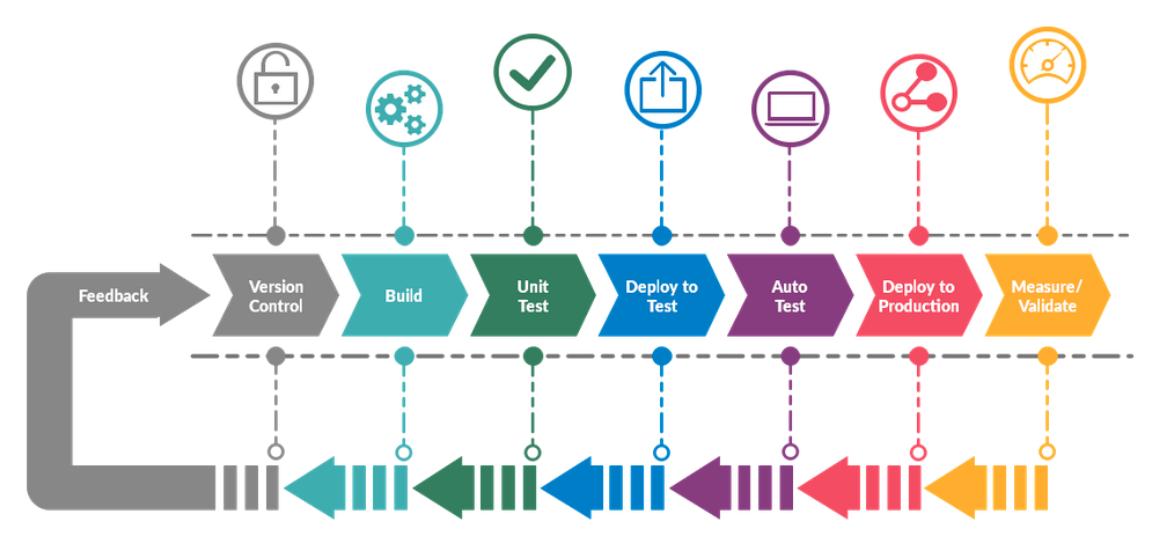 Feedback
Version
Control
Build
Unit
Test
Deploy to
Test
Auto
Test
Deploy to
Production
Measure/
Validate